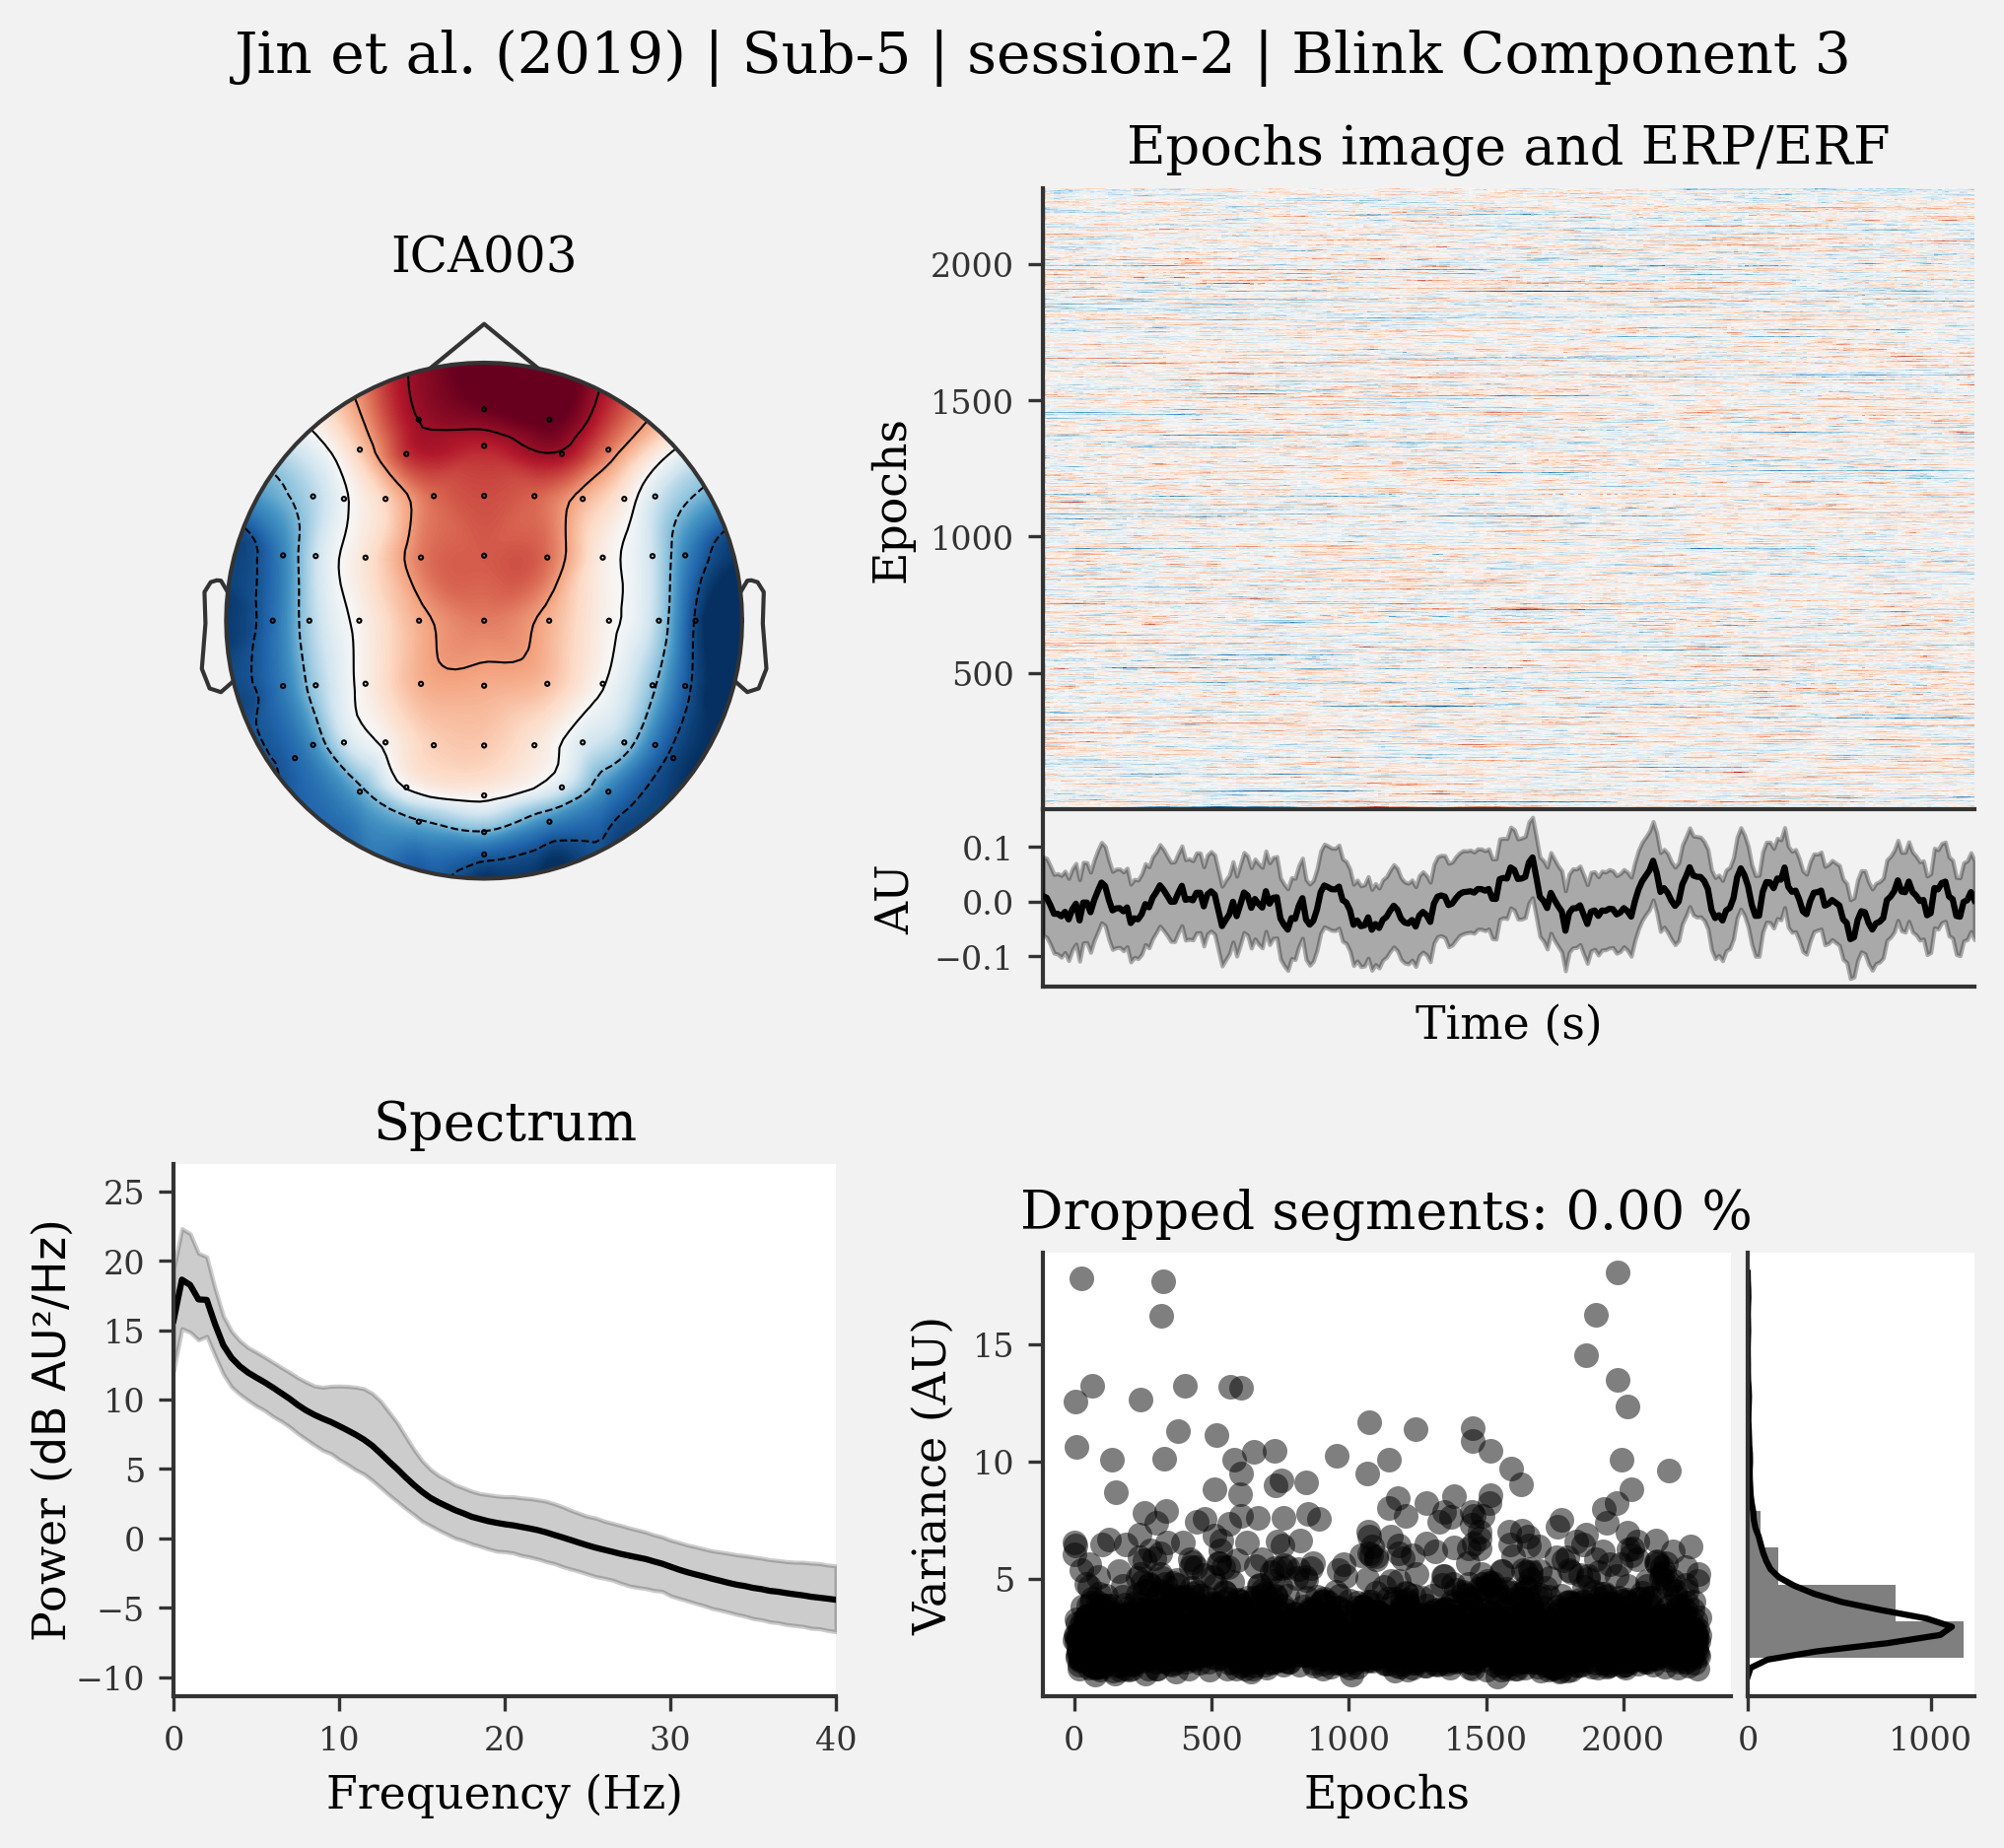 Jin et al. (2019) | Sub-5 | session-2 | Blink Component 3
ICA003
Epochs image and ERP/ERF
Epochs
2000
1500
1000
500
AU
0.1
0.0
−0.1
Time (s)
Spectrum
Power (dB AU²/Hz)
25
20
15
10
5
0
−5
−10
0 10 20 30 40
Frequency (Hz)
Dropped segments: 0.00 %
Variance (AU)
15
10
5
0 500 1000 1500 2000
0 1000
Epochs